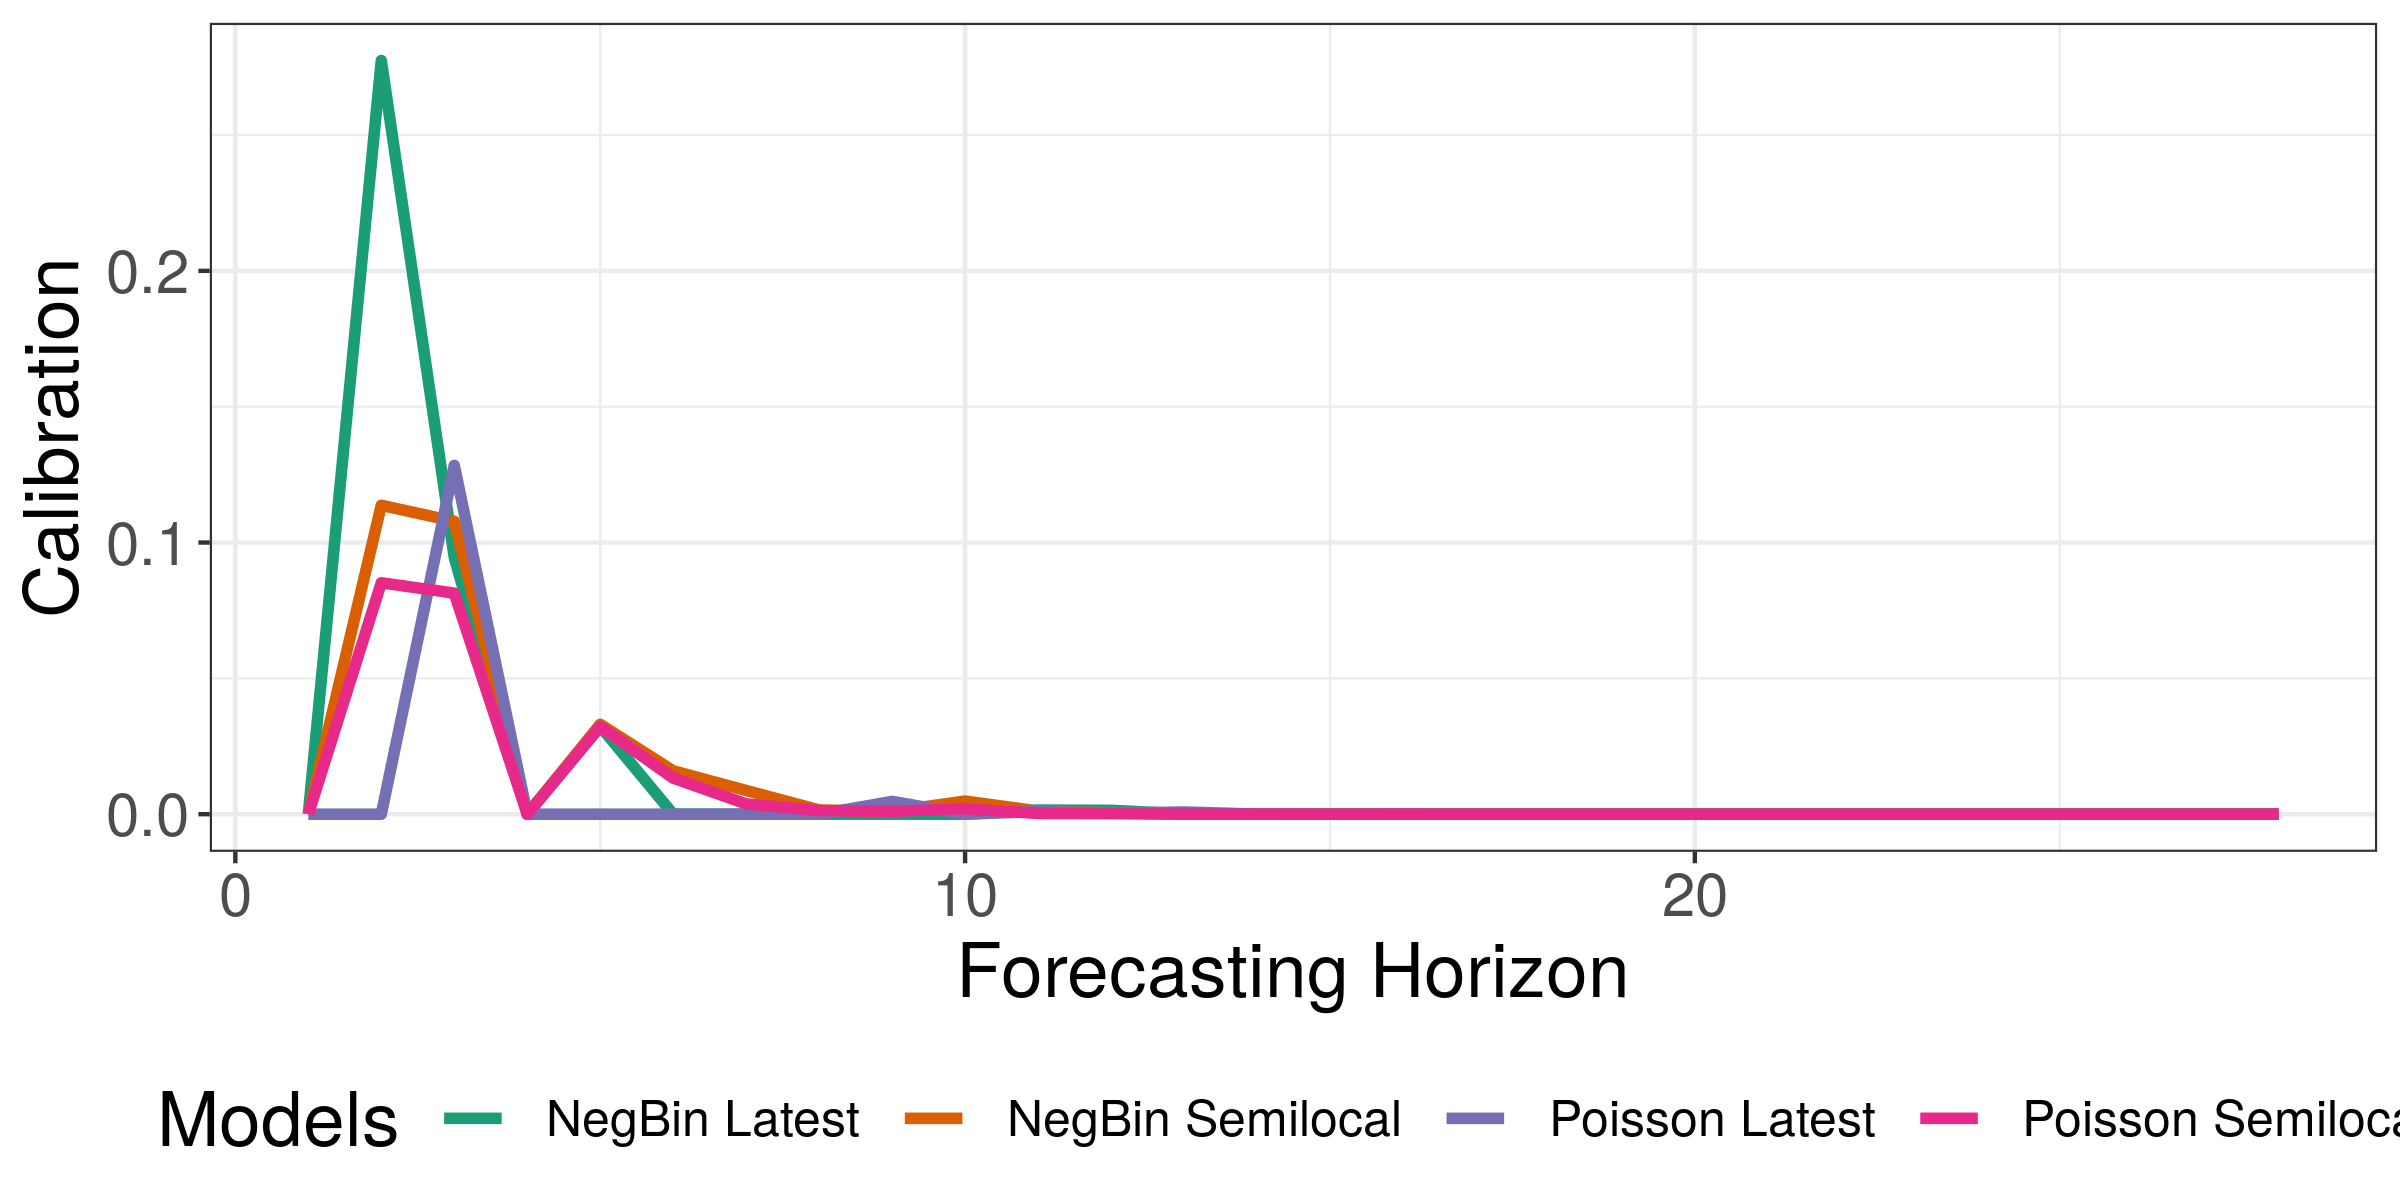 Calibration
0.2
0.1
0.0
0 10 20
Forecasting Horizon
Models NegBin Latest NegBin Semilocal Poisson Latest Poisson